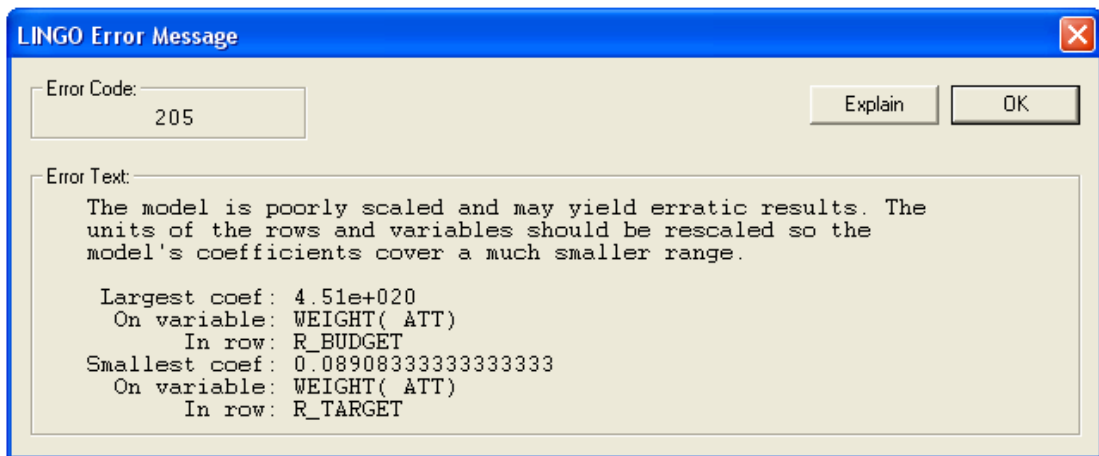 LINGO Error Message
Error Code:
205
Explain
OK
Error Text:
The model is poorly scaled and may yield erratic results. The
units of the rows and variables should be rescaled so the
model's coefficients cover a much smaller range.
Largest coef: 4.51e+020
On variable: WEIGHT( ATT)
In row: R_BUDGET
Smallest coef: 0.089083333333333333
On variable: WEIGHT( ATT)
In row: R_TARGET